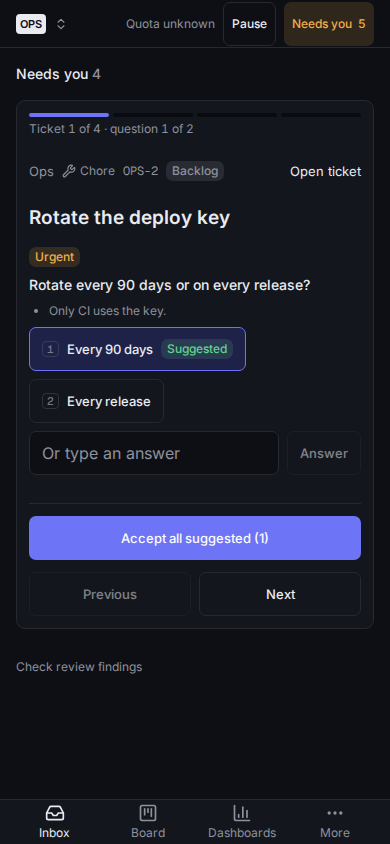 OPS Quota unknown Pause Needs you 5
Needs you 4
Ticket 1 of 4 · question 1 of 2
Ops Chore OPS-2 Backlog Open ticket
Rotate the deploy key
Urgent
Rotate every 90 days or on every release?
• Only CI uses the key.
1 Every 90 days Suggested
2 Every release
Or type an answer Answer
Accept all suggested (1)
Previous Next
Check review findings
Inbox Board Dashboards More